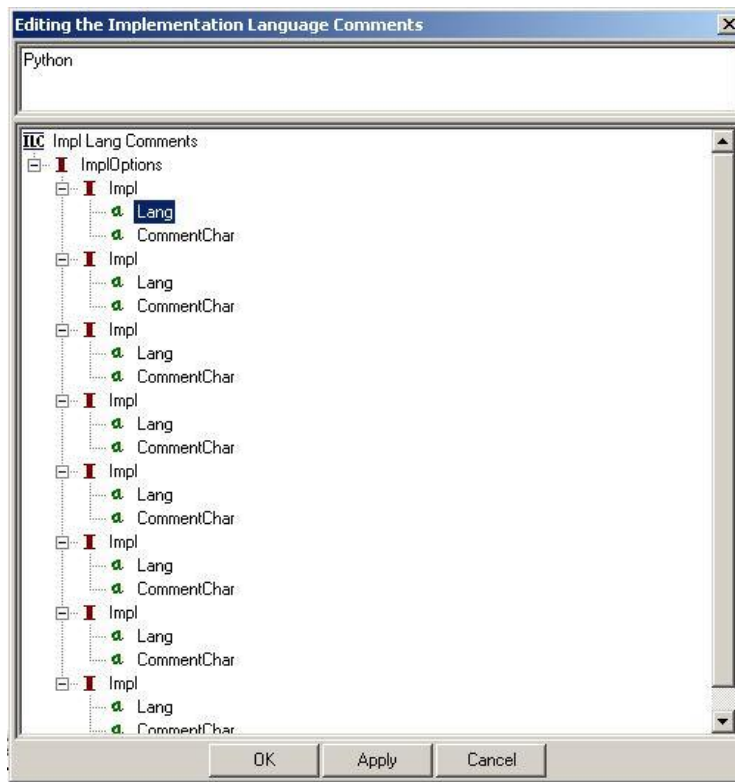 Editing the Implementation Language Comments
Python
ILC Impl Lang Comments
ImplOptions
Impl
a Lang
a CommentChar
Impl
a Lang
a CommentChar
Impl
a Lang
a CommentChar
Impl
a Lang
a CommentChar
Impl
a Lang
a CommentChar
Impl
a Lang
a CommentChar
Impl
a Lang
a CommentChar
Impl
a Lang
a CommentChar
OK Apply Cancel